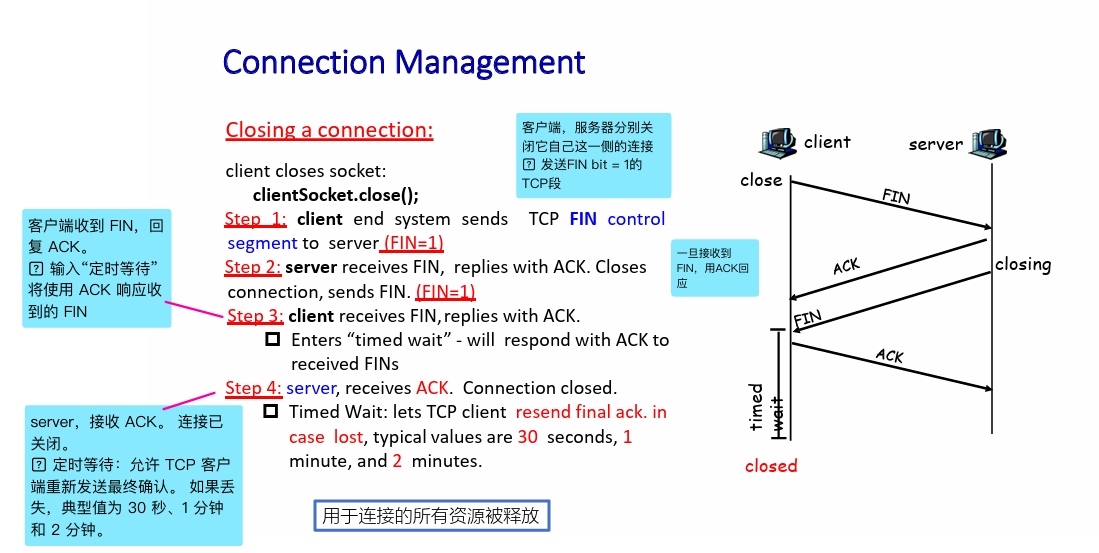 Connection Management
Closing a connection:
client closes socket:
clientSocket.close();
Step 1: client end system sends TCP FIN control
segment to server (FIN=1)
Step 2: server receives FIN, replies with ACK. Closes
connection, sends FIN. (FIN=1)
Step 3: client receives FIN, replies with ACK.
Enters “timed wait” - will respond with ACK to
received FINs
Step 4: server, receives ACK. Connection closed.
Timed Wait: lets TCP client resend final ack. in
case lost, typical values are 30 seconds, 1
minute, and 2 minutes.
客户端，服务器分别关
闭它自己这一侧的连接
⍰ 发送FIN bit = 1的
TCP段
客户端收到 FIN，回
复 ACK。
⍰ 输入“定时等待”
将使用 ACK 响应收
到的 FIN
一旦接收到
FIN，用ACK回
应
server，接收 ACK。 连接已
关闭。
⍰ 定时等待：允许 TCP 客户
端重新发送最终确认。 如果丢
失，典型值为 30 秒、1 分钟
和 2 分钟。
用于连接的所有资源被释放
client
server
close
FIN
ACK
closing
FIN
ACK
timed
wait
closed